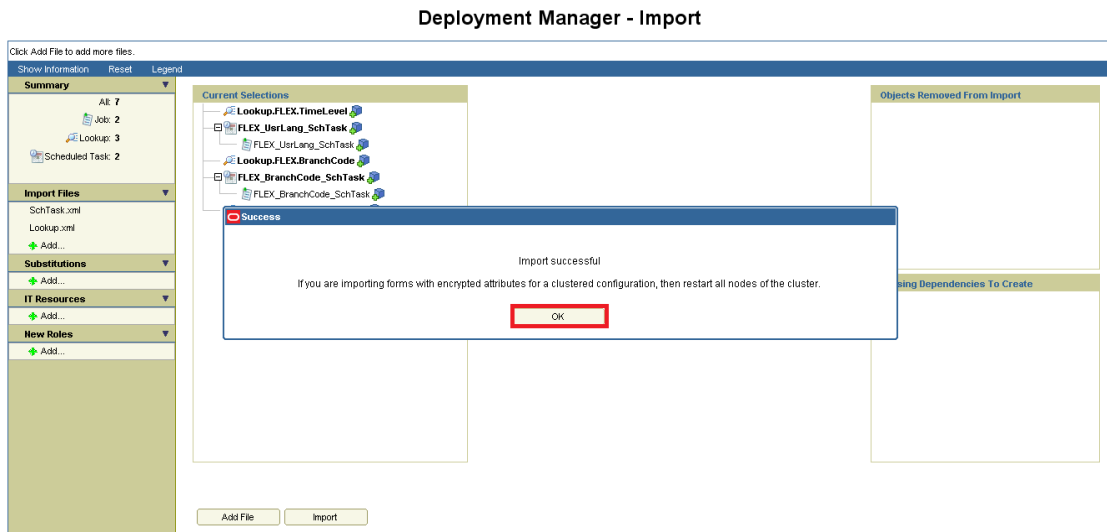 Deployment Manager - Import
Click Add File to add more files.
Show Information Reset Legend
Summary
All: 7
Job: 2
Lookup: 3
Scheduled Task: 2
Import Files
SchTask.xml
Lookup.xml
Add...
Substitutions
Add...
IT Resources
Add...
New Roles
Add...
Current Selections
Lookup.FLEX.TimeLevel
FLEX_UsrLang_SchTask
FLEX_UsrLang_SchTask
Lookup.FLEX.BranchCode
FLEX_BranchCode_SchTask
FLEX_BranchCode_SchTask
Objects Removed From Import
Success
Import successful
If you are importing forms with encrypted attributes for a clustered configuration, then restart all nodes of the cluster.
OK
sing Dependencies To Create
Add File Import